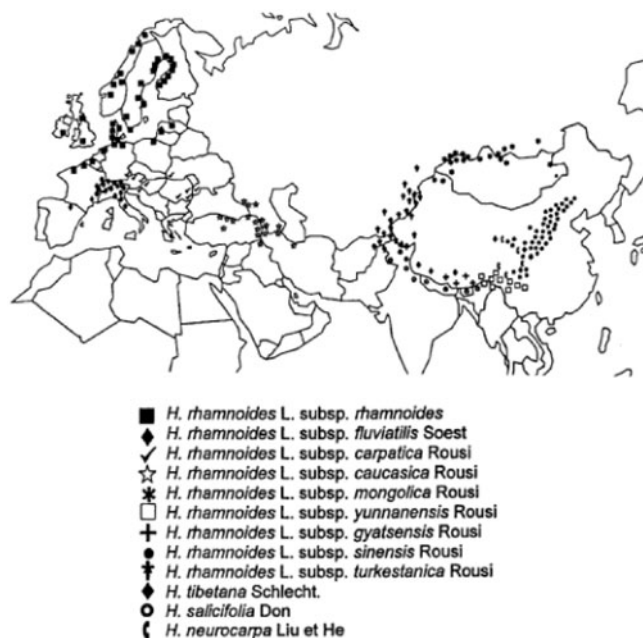 H. rhamnoides L. subsp. rhamnoides
H. rhamnoides L. subsp. fluviatilis Soest
H. rhamnoides L. subsp. carpatica Rousi
H. rhamnoides L. subsp. caucasica Rousi
H. rhamnoides L. subsp. mongolica Rousi
H. rhamnoides L. subsp. yunnanensis Rousi
H. rhamnoides L. subsp. gyatsensis Rousi
H. rhamnoides L. subsp. sinensis Rousi
H. rhamnoides L. subsp. turkestanica Rousi
H. tibetana Schlecht.
H. salicifolia Don
H. neurocarpa Liu et He